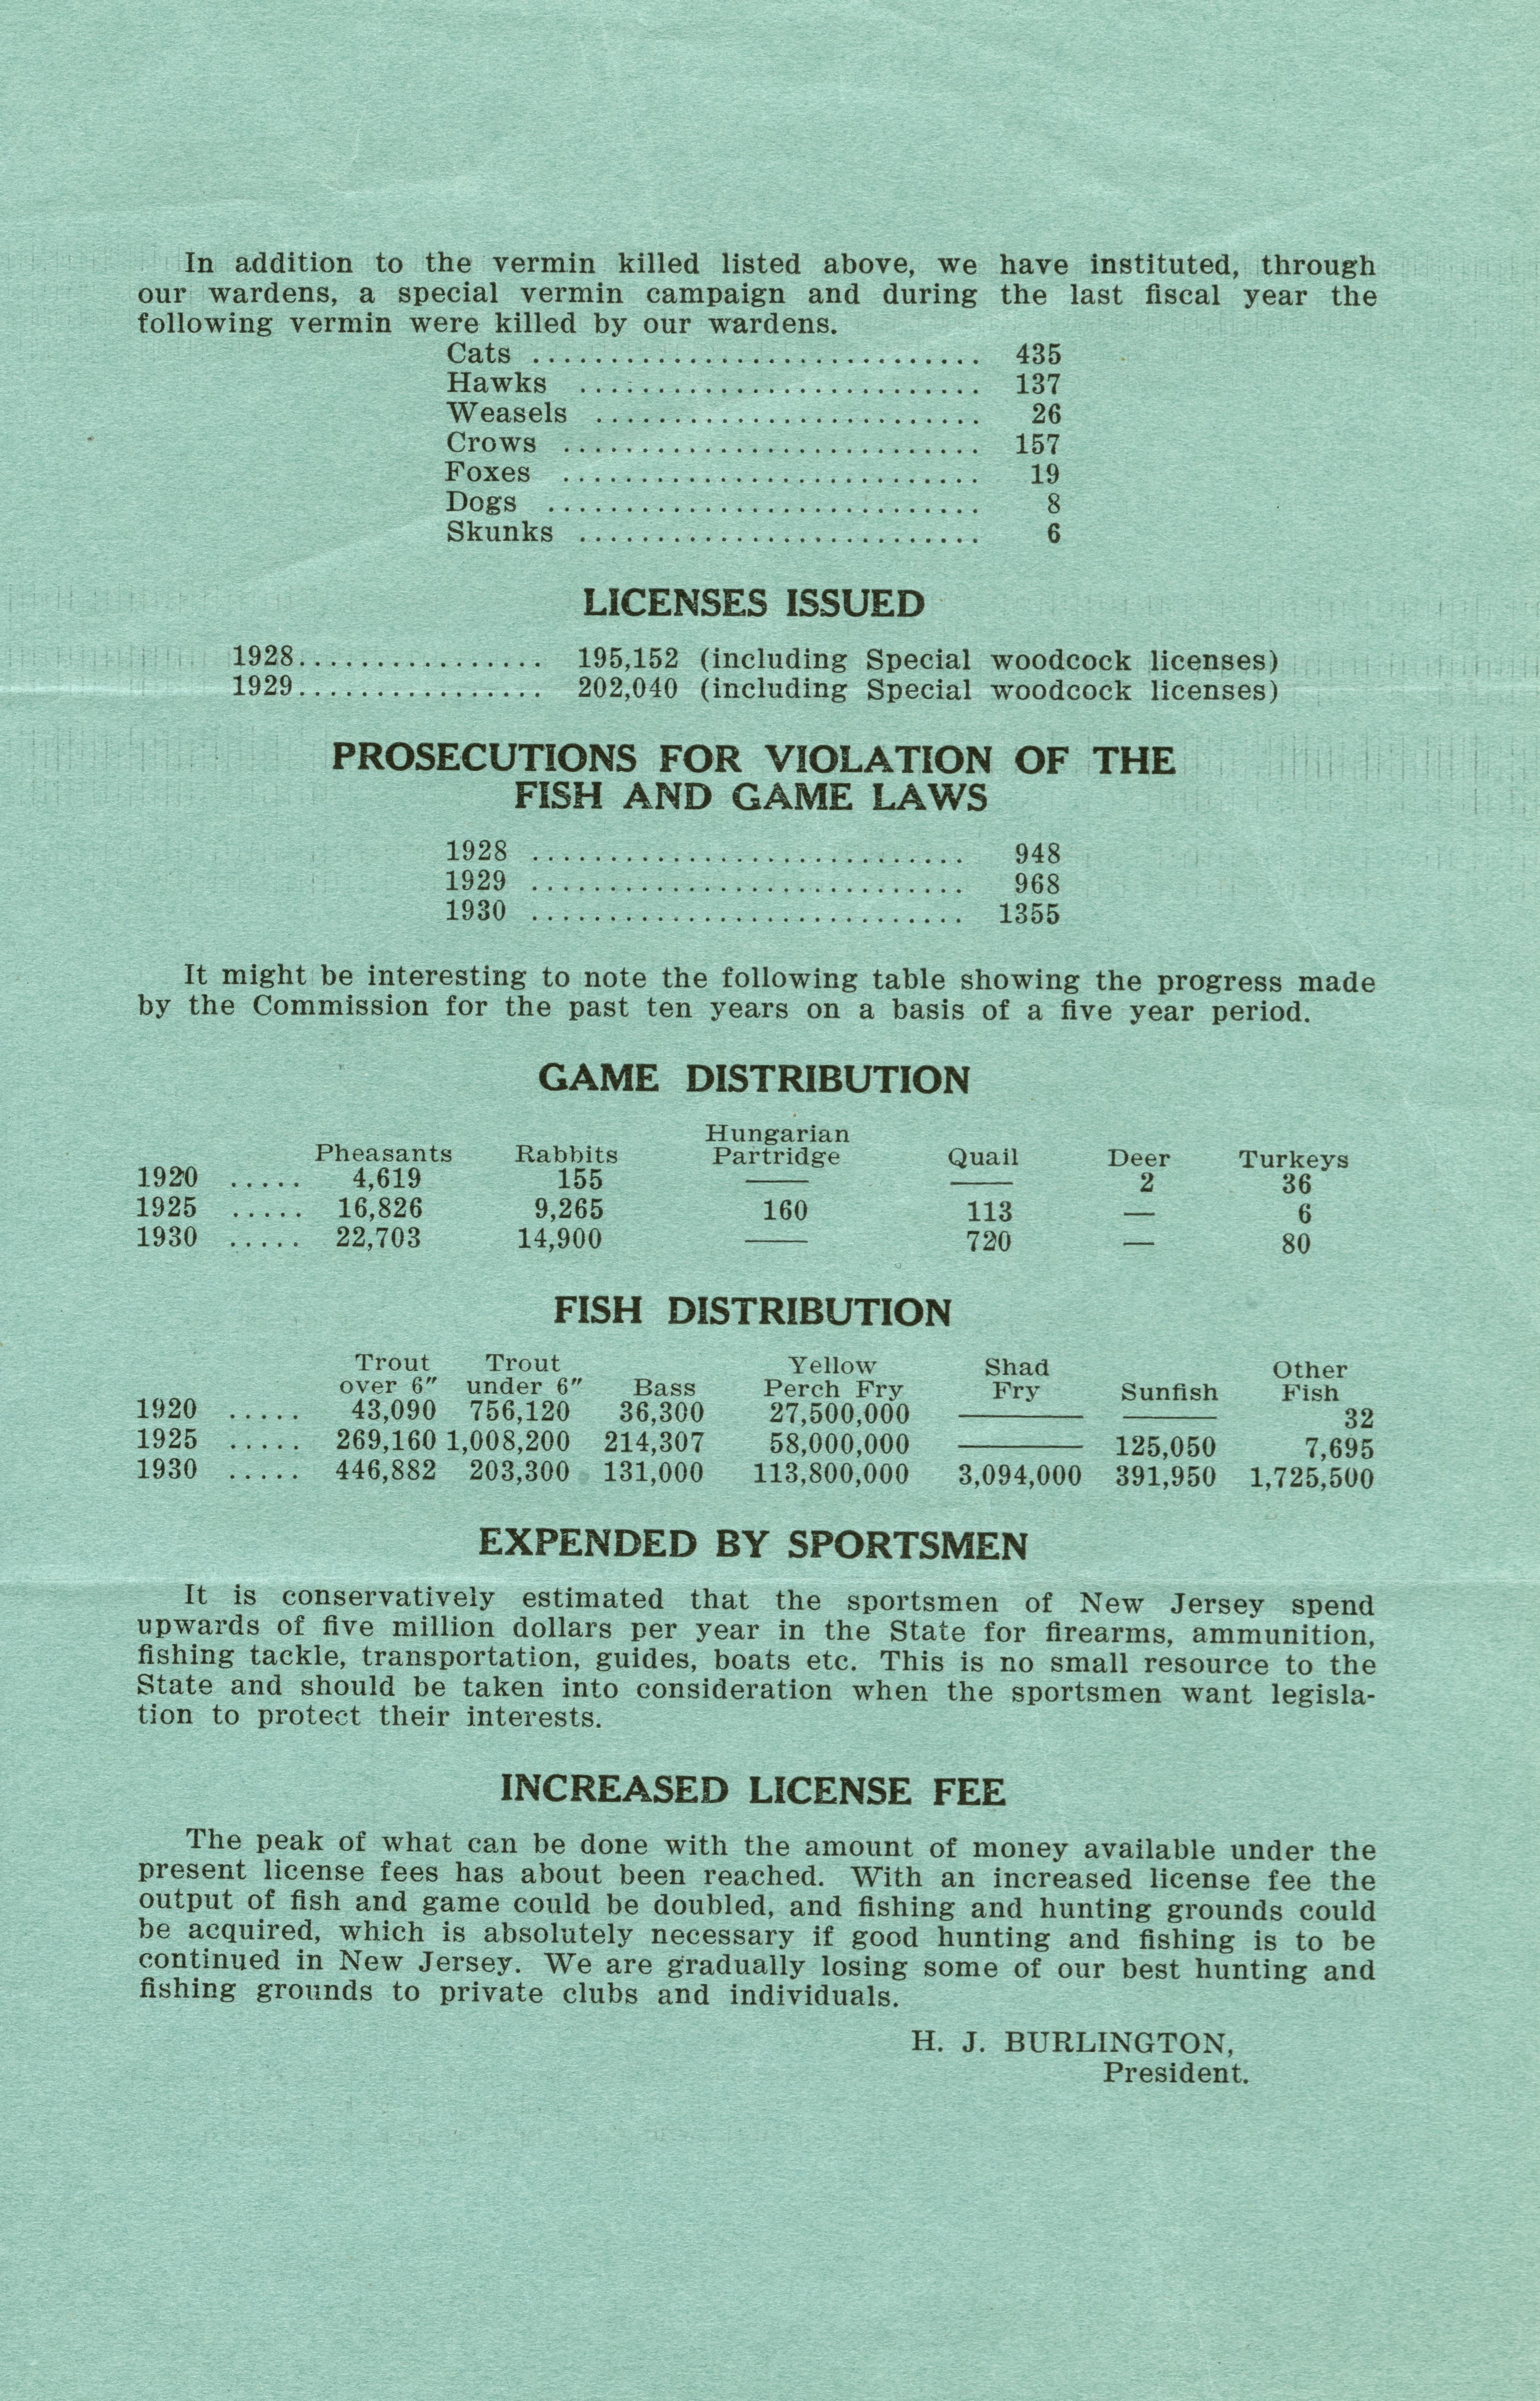 In addition to the vermin killed listed above, we have instituted, through
our wardens, a special vermin campaign and during the last fiscal year the
following vermin were killed by our wardens.
Cats ............................. 435
Hawks .......................... 137
Weasels ......................... 26
Crows ........................... 157
Foxes ........................... 19
Dogs ............................ 8
Skunks .......................... 6
LICENSES ISSUED
1928................ 195,152 (including Special woodcock licenses)
1929................ 202,040 (including Special woodcock licenses)
PROSECUTIONS FOR VIOLATION OF THE
FISH AND GAME LAWS
1928 ............................ 948
1929 ............................ 968
1930 ............................ 1355
It might be interesting to note the following table showing the progress made
by the Commission for the past ten years on a basis of a five year period.
GAME DISTRIBUTION
Hungarian
Pheasants Rabbits Partridge Quail Deer Turkeys
1920 ..... 4,619 155 —— —— 2 36
1925 ..... 16,826 9,265 160 113 — 6
1930 ..... 22,703 14,900 —— 720 — 80
FISH DISTRIBUTION
Trout Trout Yellow Shad Other
over 6″ under 6″ Bass Perch Fry Fry Sunfish Fish
1920 ..... 43,090 756,120 36,300 27,500,000 ——— ——— 32
1925 ..... 269,160 1,008,200 214,307 58,000,000 ——— 125,050 7,695
1930 ..... 446,882 203,300 131,000 113,800,000 3,094,000 391,950 1,725,500
EXPENDED BY SPORTSMEN
It is conservatively estimated that the sportsmen of New Jersey spend
upwards of five million dollars per year in the State for firearms, ammunition,
fishing tackle, transportation, guides, boats etc. This is no small resource to the
State and should be taken into consideration when the sportsmen want legisla-
tion to protect their interests.
INCREASED LICENSE FEE
The peak of what can be done with the amount of money available under the
present license fees has about been reached. With an increased license fee the
output of fish and game could be doubled, and fishing and hunting grounds could
be acquired, which is absolutely necessary if good hunting and fishing is to be
continued in New Jersey. We are gradually losing some of our best hunting and
fishing grounds to private clubs and individuals.
H. J. BURLINGTON,
President.